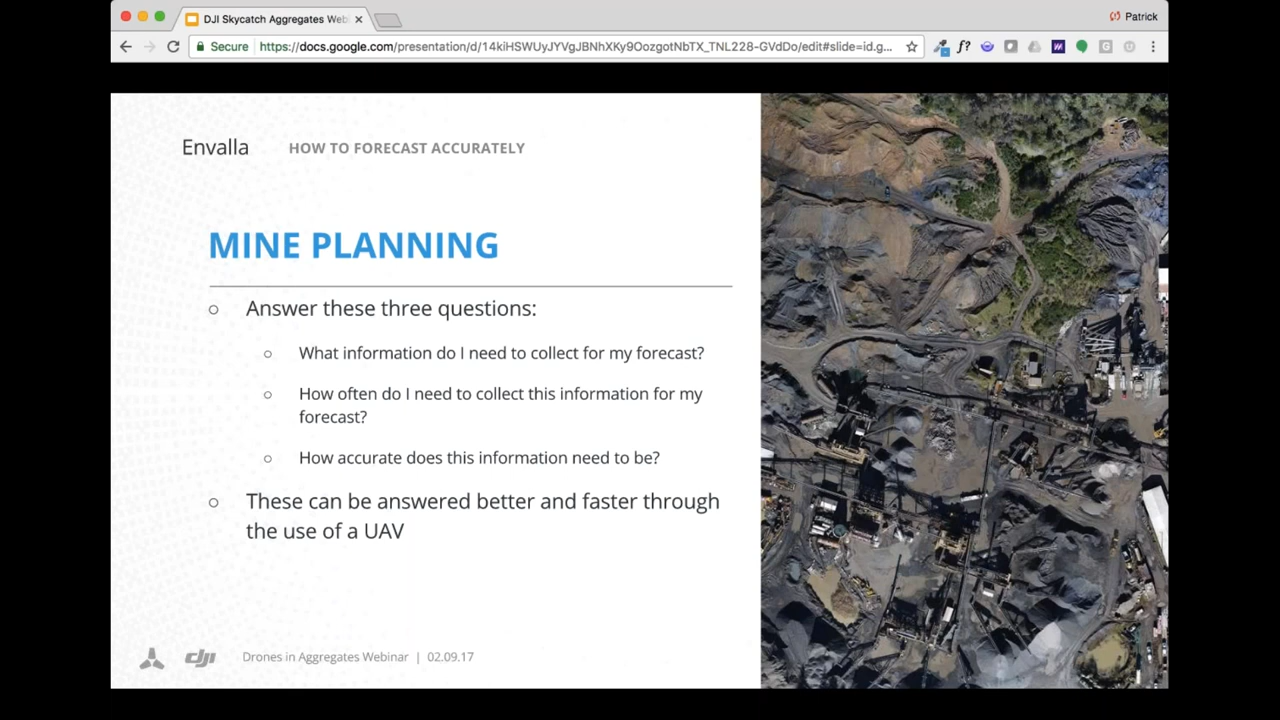 DJI Skycatch Aggregates Web
Patrick
Secure
https://docs.google.com/presentation/d/14kiHSWUyJYVgJBNhXKy9OozgotNbTX_TNL228-GVdDo/edit#slide=id.g...
f?
Envalla
HOW TO FORECAST ACCURATELY
MINE PLANNING
Answer these three questions:
What information do I need to collect for my forecast?
How often do I need to collect this information for my
forecast?
How accurate does this information need to be?
These can be answered better and faster through
the use of a UAV
dji
Drones in Aggregates Webinar | 02.09.17